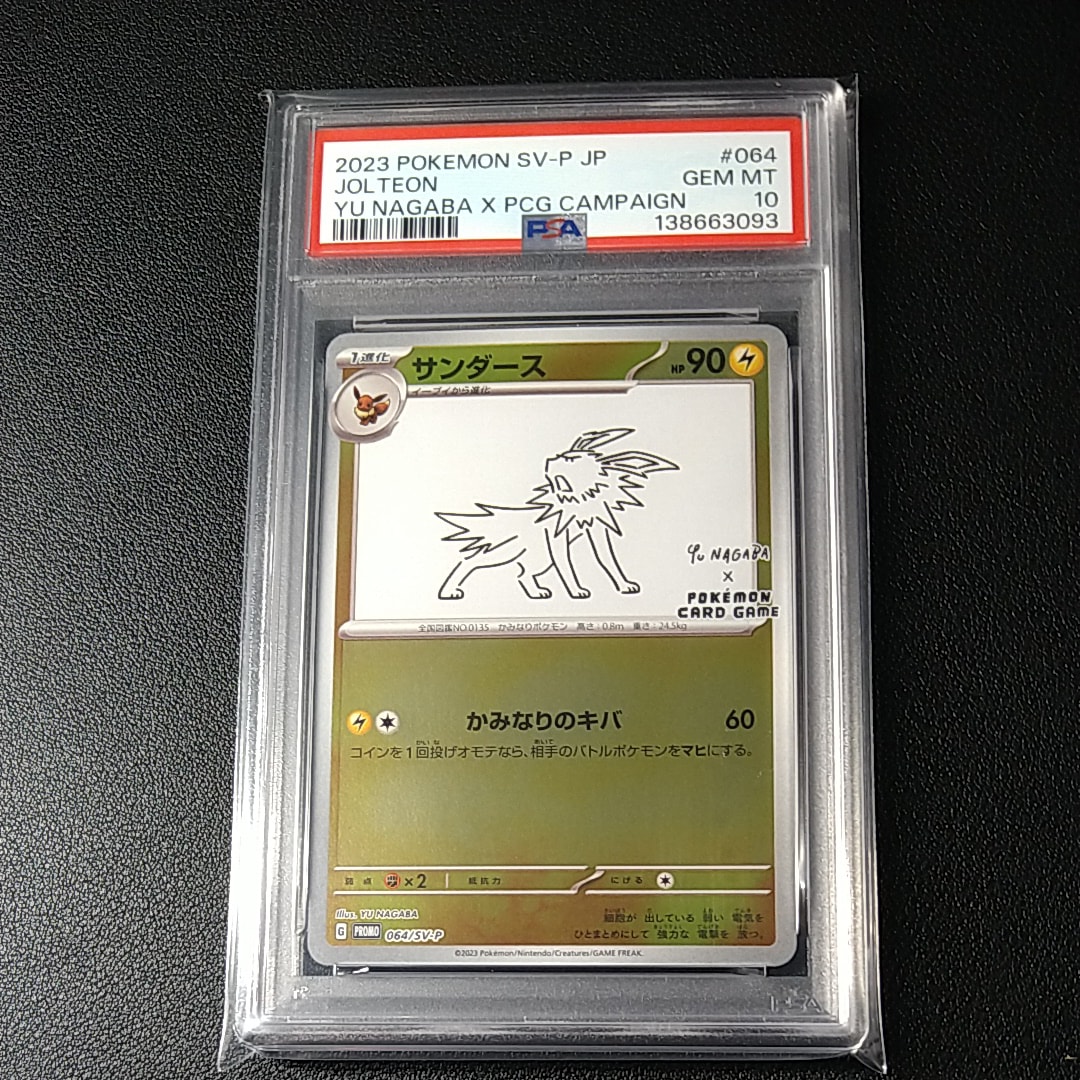 2023 POKEMON SV-P JP #064
JOLTEON GEM MT
YU NAGABA X PCG CAMPAIGN 10
PSA 138663093
1進化 サンダース HP90
イーブイから進化
Yu NAGABA
×
POKÉMON
CARD GAME
全国図鑑NO.0135 かみなりポケモン 高さ:0.8m 重さ:24.5kg
かみなりのキバ 60
コインを1回投げオモテなら、相手のバトルポケモンをマヒにする。
弱点 ×2 抵抗力 にげる
Illus. YU NAGABA
細胞が 出している 弱い 電気を
G PROMO 064/SV-P ひとまとめにして 強力な 電撃を 放つ。
©2023 Pokémon/Nintendo/Creatures/GAME FREAK.
PSA